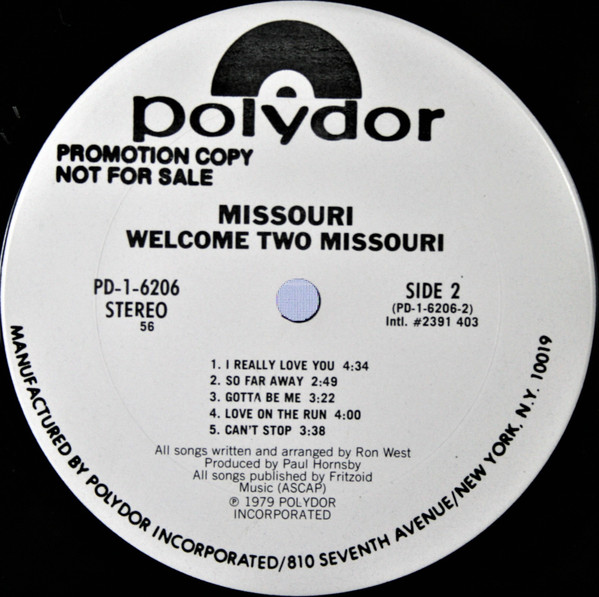 polydor
PROMOTION COPY
NOT FOR SALE
MISSOURI
WELCOME TWO MISSOURI
PD-1-6206
STEREO
56
SIDE 2
(PD-1-6206-2)
Intl. #2391 403
1. I REALLY LOVE YOU 4:34
2. SO FAR AWAY 2:49
3. GOTTA BE ME 3:22
4. LOVE ON THE RUN 4:00
5. CAN'T STOP 3:38
All songs written and arranged by Ron West
Produced by Paul Hornsby
All songs published by Fritzoid
Music (ASCAP)
℗ 1979 POLYDOR
INCORPORATED
MANUFACTURED BY POLYDOR INCORPORATED/810 SEVENTH AVENUE/NEW YORK, N.Y. 10019